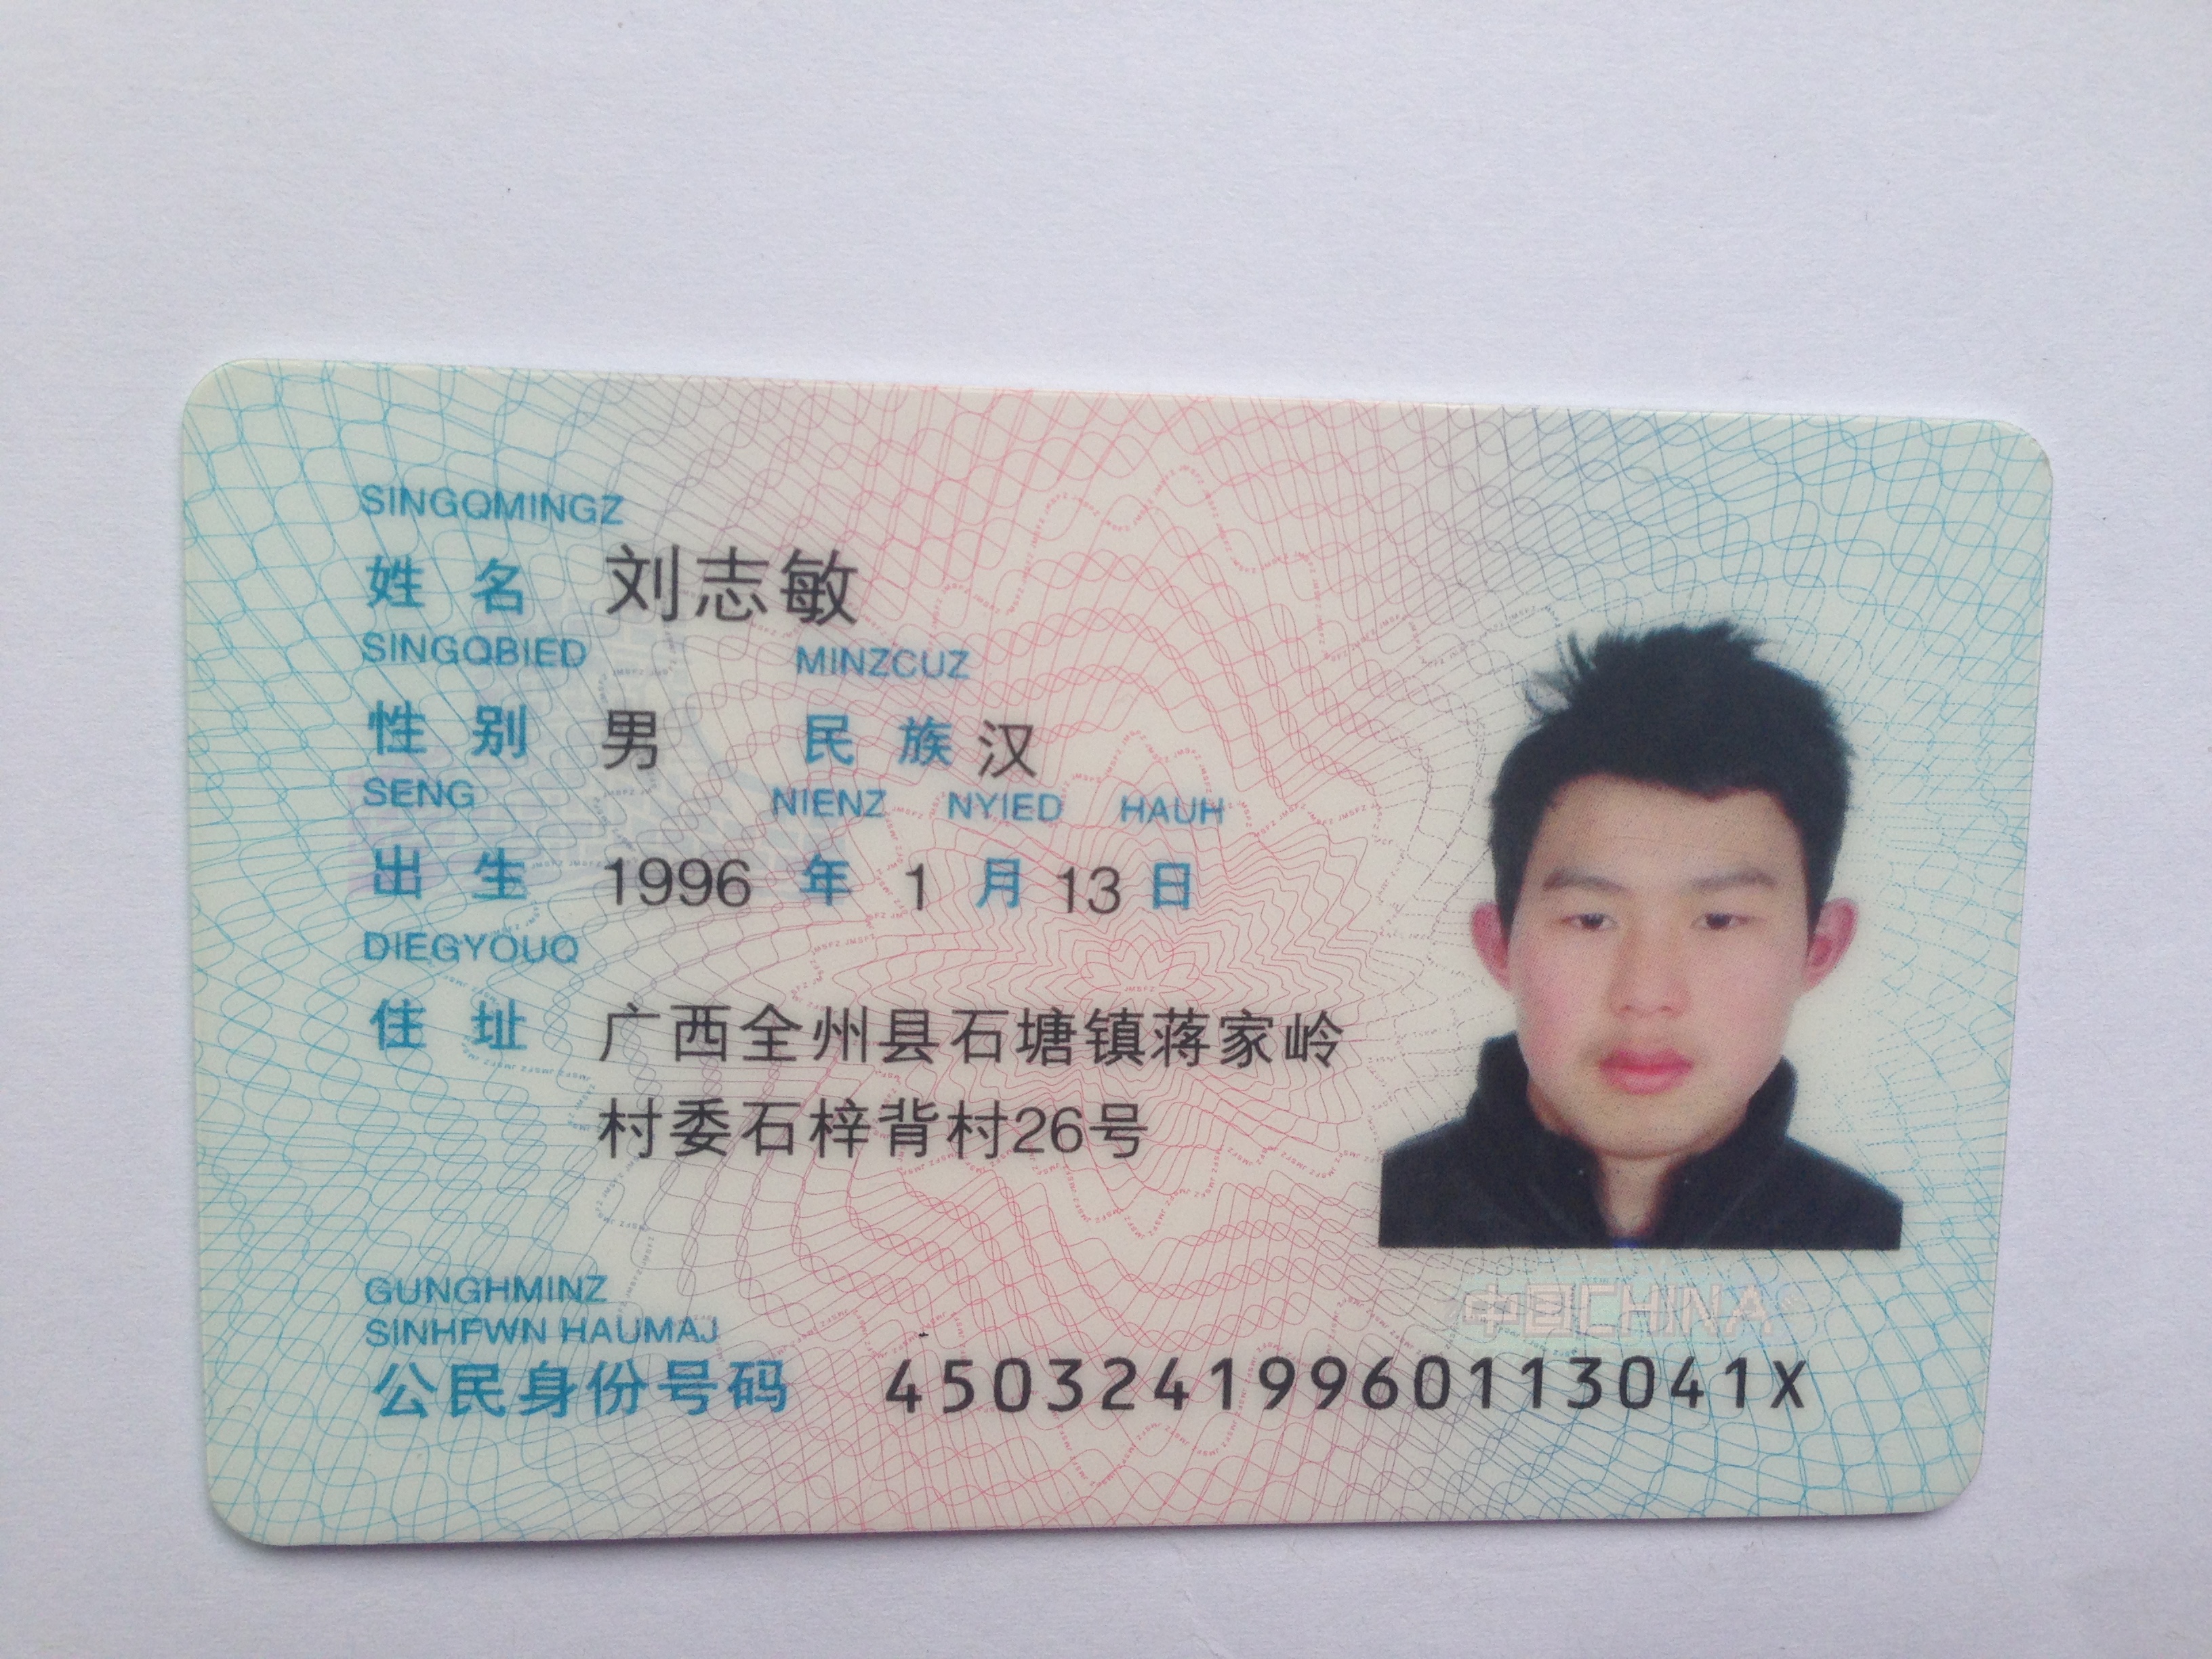 SINGQMINGZ
姓 名 刘志敏
SINGQBIED MINZCUZ
性 别 男 民 族 汉
SENG NIENZ NYIED HAUH
出 生 1996 年 1 月 13 日
DIEGYOUQ
住 址 广西全州县石塘镇蒋家岭
村委石梓背村26号
中国CHINA
GUNGHMINZ
SINHFWN HAUMAJ
公民身份号码 45032419960113041X